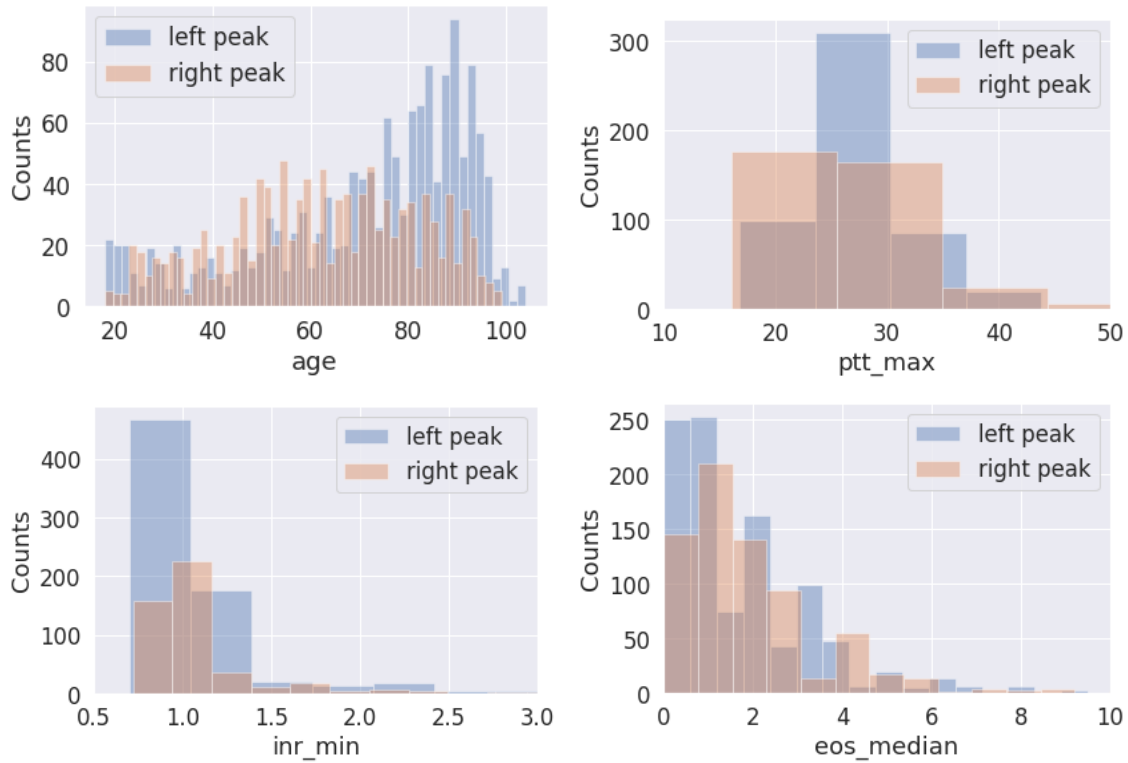 left peak
right peak
Counts
80
60
40
20
0
20 40 60 80 100
age
left peak
right peak
Counts
300
200
100
0
10 20 30 40 50
ptt_max
left peak
right peak
Counts
400
300
200
100
0
0.5 1.0 1.5 2.0 2.5 3.0
inr_min
left peak
right peak
Counts
250
200
150
100
50
0
0 2 4 6 8 10
eos_median